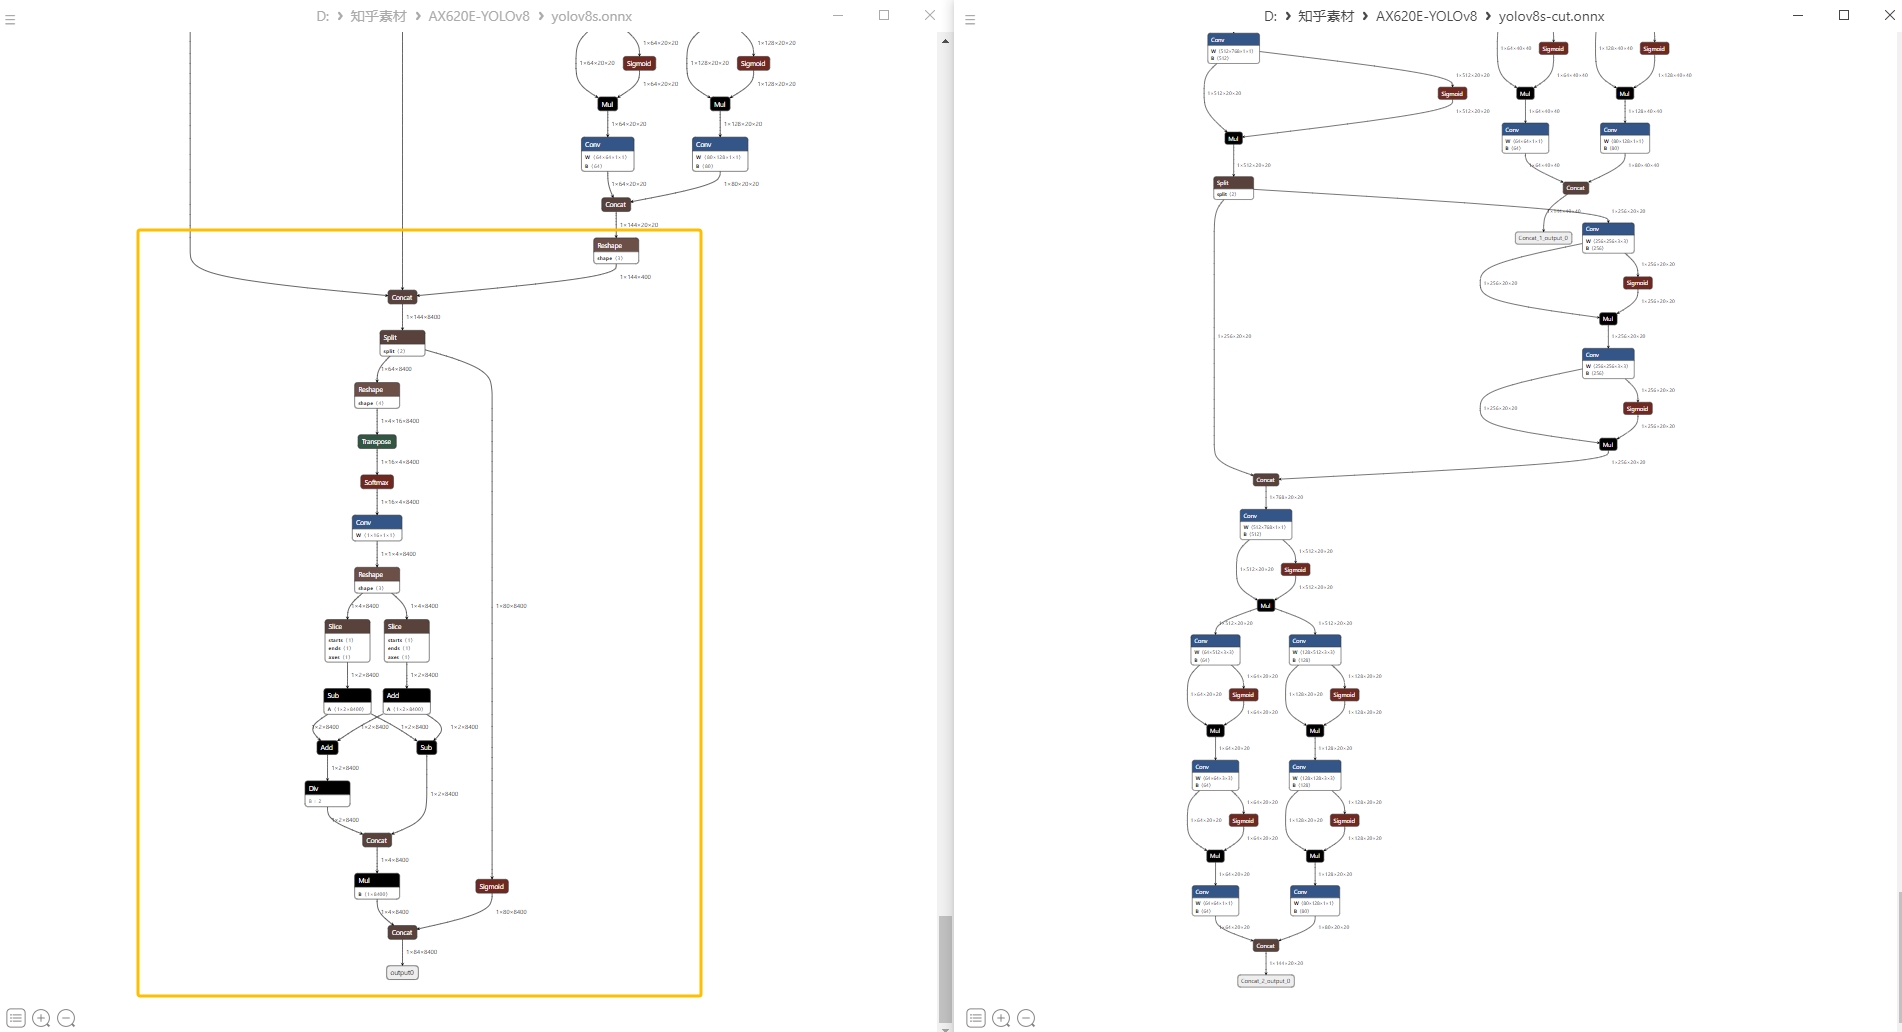 D: > 知乎素材 > AX620E-YOLOv8 > yolov8s.onnx
1×64×20×20
1×128×20×20
1×64×20×20
Sigmoid
1×128×20×20
Sigmoid
1×64×20×20
1×128×20×20
Mul
Mul
1×64×20×20
1×128×20×20
Conv
W ⟨64×64×1×1⟩
B ⟨64⟩
Conv
W ⟨80×128×1×1⟩
B ⟨80⟩
1×64×20×20
1×80×20×20
Concat
1×144×20×20
Reshape
shape ⟨3⟩
1×144×400
Concat
1×144×8400
Split
split ⟨2⟩
1×64×8400
Reshape
shape ⟨4⟩
1×4×16×8400
Transpose
1×16×4×8400
Softmax
1×16×4×8400
Conv
W ⟨1×16×1×1⟩
1×1×4×8400
Reshape
shape ⟨3⟩
1×4×8400
1×4×8400
1×80×8400
Slice
starts ⟨1⟩
ends ⟨1⟩
axes ⟨1⟩
Slice
starts ⟨1⟩
ends ⟨1⟩
axes ⟨1⟩
1×2×8400
1×2×8400
Sub
A ⟨1×2×8400⟩
Add
A ⟨1×2×8400⟩
1×2×8400
1×2×8400
1×2×8400
1×2×8400
Add
Sub
1×2×8400
Div
B = 2
1×2×8400
1×2×8400
Concat
1×4×8400
Mul
B ⟨1×8400⟩
Sigmoid
1×4×8400
1×80×8400
Concat
1×84×8400
output0
D: > 知乎素材 > AX620E-YOLOv8 > yolov8s-cut.onnx
Conv
W ⟨512×768×1×1⟩
B ⟨512⟩
1×64×40×40
Sigmoid
1×128×40×40
Sigmoid
1×512×20×20
1×64×40×40
1×128×40×40
1×512×20×20
Sigmoid
Mul
Mul
1×512×20×20
1×64×40×40
1×128×40×40
Mul
Conv
W ⟨64×64×1×1⟩
B ⟨64⟩
Conv
W ⟨80×128×1×1⟩
B ⟨80⟩
1×512×20×20
1×64×40×40
1×80×40×40
Split
split ⟨2⟩
Concat
1×144×40×40
1×256×20×20
Concat_1_output_0
Conv
W ⟨256×256×3×3⟩
B ⟨256⟩
1×256×20×20
1×256×20×20
Sigmoid
1×256×20×20
Mul
1×256×20×20
1×256×20×20
Conv
W ⟨256×256×3×3⟩
B ⟨256⟩
1×256×20×20
1×256×20×20
Sigmoid
1×256×20×20
Mul
1×256×20×20
Concat
1×768×20×20
Conv
W ⟨512×768×1×1⟩
B ⟨512⟩
1×512×20×20
1×512×20×20
Sigmoid
1×512×20×20
Mul
1×512×20×20
1×512×20×20
Conv
W ⟨64×512×3×3⟩
B ⟨64⟩
Conv
W ⟨128×512×3×3⟩
B ⟨128⟩
1×64×20×20
1×128×20×20
1×64×20×20
Sigmoid
1×128×20×20
Sigmoid
1×64×20×20
1×128×20×20
Mul
Mul
1×64×20×20
1×128×20×20
Conv
W ⟨64×64×3×3⟩
B ⟨64⟩
Conv
W ⟨128×128×3×3⟩
B ⟨128⟩
1×64×20×20
1×128×20×20
1×64×20×20
Sigmoid
1×128×20×20
Sigmoid
1×64×20×20
1×128×20×20
Mul
Mul
1×64×20×20
1×128×20×20
Conv
W ⟨64×64×1×1⟩
B ⟨64⟩
Conv
W ⟨80×128×1×1⟩
B ⟨80⟩
1×64×20×20
1×80×20×20
Concat
1×144×20×20
Concat_2_output_0